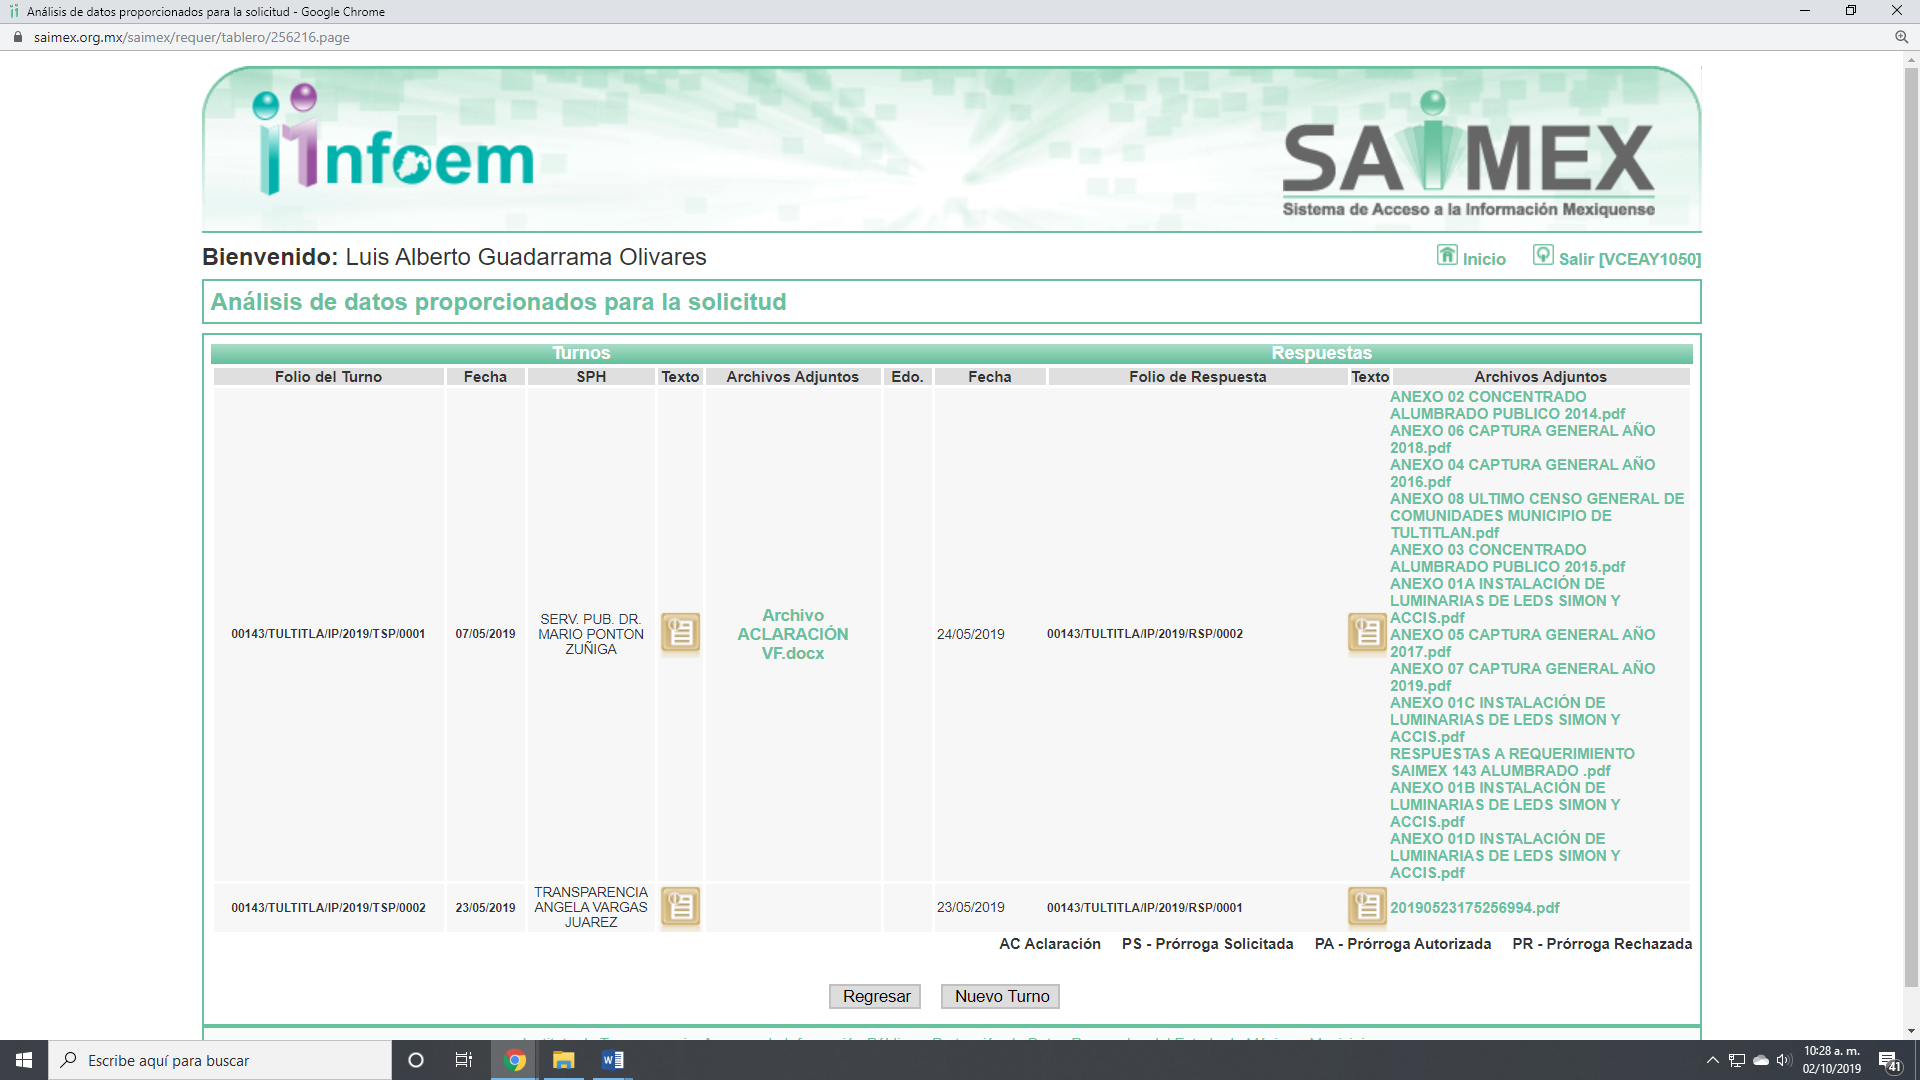 Análisis de datos proporcionados para la solicitud - Google Chrome
saimex.org.mx/saimex/requer/tablero/256216.page
infoem
SAIMEX
Sistema de Acceso a la Información Mexiquense
Bienvenido: Luis Alberto Guadarrama Olivares
Inicio
Salir [VCEAY1050]
Análisis de datos proporcionados para la solicitud
Turnos
Respuestas
Folio del Turno
Fecha
SPH
Texto
Archivos Adjuntos
Edo.
Fecha
Folio de Respuesta
Texto
Archivos Adjuntos
00143/TULTITLA/IP/2019/TSP/0001
07/05/2019
SERV. PUB. DR.
MARIO PONTON
ZUÑIGA
Archivo
ACLARACIÓN
VF.docx
24/05/2019
00143/TULTITLA/IP/2019/RSP/0002
ANEXO 02 CONCENTRADO
ALUMBRADO PUBLICO 2014.pdf
ANEXO 06 CAPTURA GENERAL AÑO
2018.pdf
ANEXO 04 CAPTURA GENERAL AÑO
2016.pdf
ANEXO 08 ULTIMO CENSO GENERAL DE
COMUNIDADES MUNICIPIO DE
TULTITLAN.pdf
ANEXO 03 CONCENTRADO
ALUMBRADO PUBLICO 2015.pdf
ANEXO 01A INSTALACIÓN DE
LUMINARIAS DE LEDS SIMON Y
ACCIS.pdf
ANEXO 05 CAPTURA GENERAL AÑO
2017.pdf
ANEXO 07 CAPTURA GENERAL AÑO
2019.pdf
ANEXO 01C INSTALACIÓN DE
LUMINARIAS DE LEDS SIMON Y
ACCIS.pdf
RESPUESTAS A REQUERIMIENTO
SAIMEX 143 ALUMBRADO .pdf
ANEXO 01B INSTALACIÓN DE
LUMINARIAS DE LEDS SIMON Y
ACCIS.pdf
ANEXO 01D INSTALACIÓN DE
LUMINARIAS DE LEDS SIMON Y
ACCIS.pdf
00143/TULTITLA/IP/2019/TSP/0002
23/05/2019
TRANSPARENCIA
ANGELA VARGAS
JUAREZ
23/05/2019
00143/TULTITLA/IP/2019/RSP/0001
20190523175256994.pdf
AC Aclaración PS - Prórroga Solicitada PA - Prórroga Autorizada PR - Prórroga Rechazada
Regresar
Nuevo Turno
Escribe aquí para buscar
10:28 a. m.
02/10/2019
41